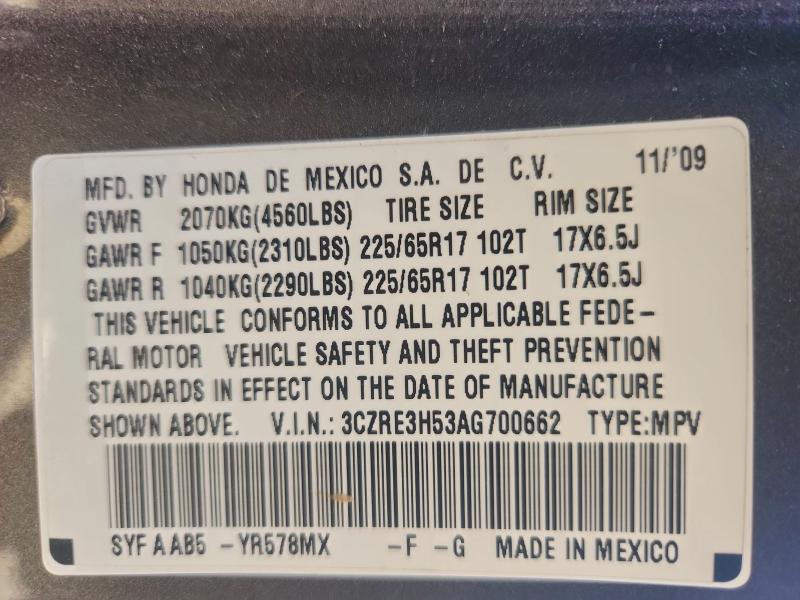 MFD. BY HONDA DE MEXICO S.A. DE C.V. 11/'09
GVWR 2070KG(4560LBS) TIRE SIZE RIM SIZE
GAWR F 1050KG(2310LBS) 225/65R17 102T 17X6.5J
GAWR R 1040KG(2290LBS) 225/65R17 102T 17X6.5J
THIS VEHICLE CONFORMS TO ALL APPLICABLE FEDE-
RAL MOTOR VEHICLE SAFETY AND THEFT PREVENTION
STANDARDS IN EFFECT ON THE DATE OF MANUFACTURE
SHOWN ABOVE. V.I.N.: 3CZRE3H53AG700662 TYPE:MPV
SYF AAB5 -YR578MX -F -G MADE IN MEXICO